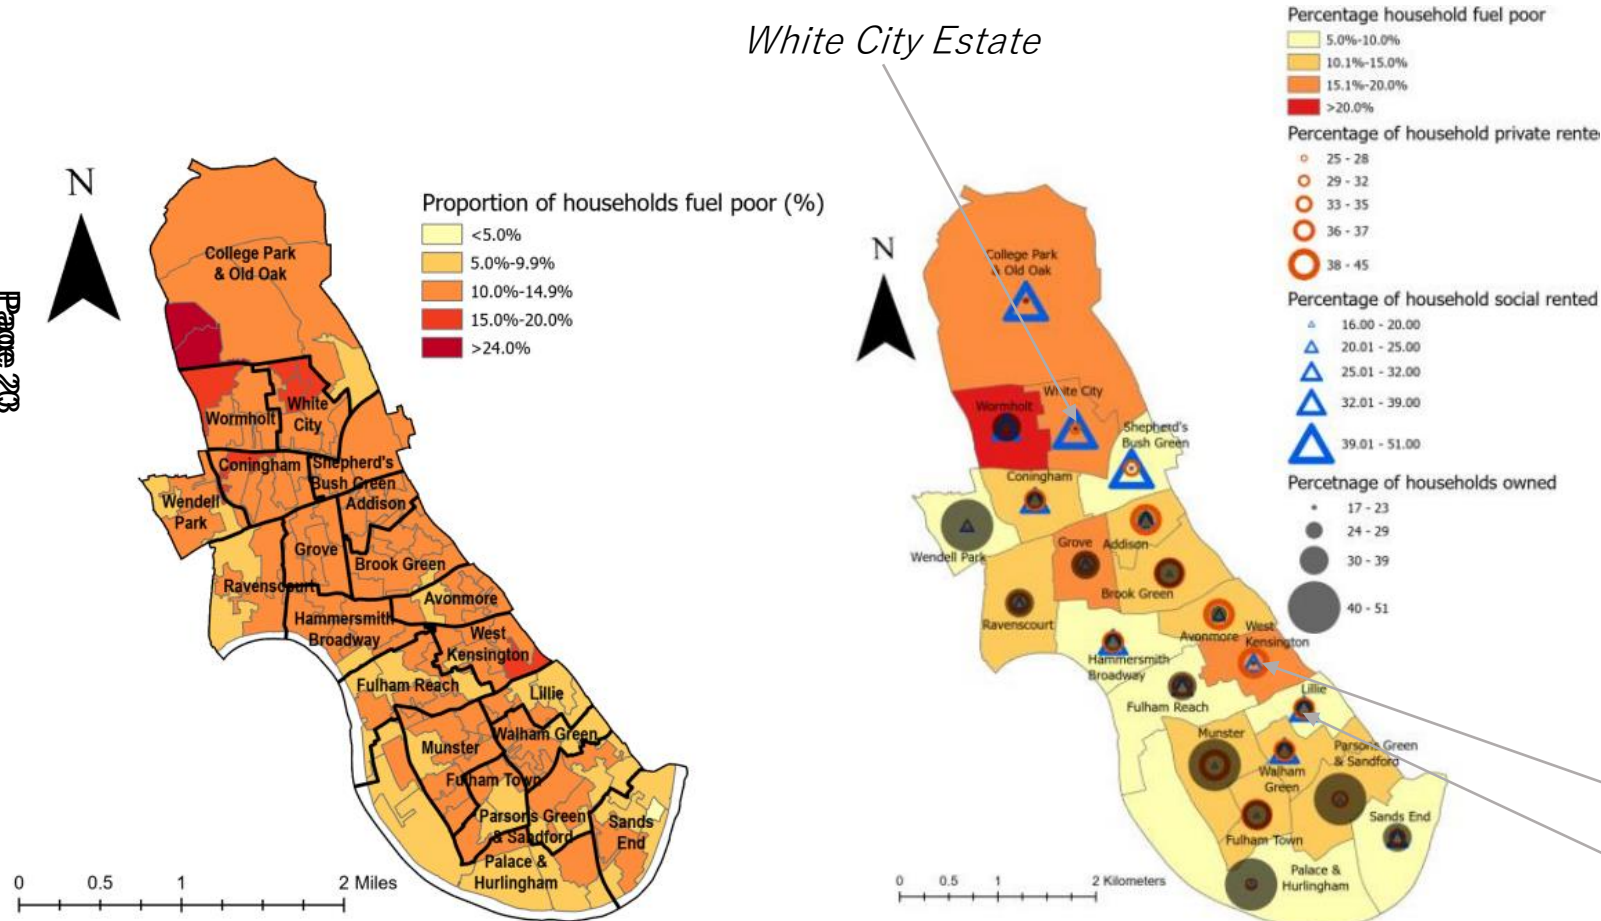 White City Estate
Page 23
N
Proportion of households fuel poor (%)
<5.0%
5.0%-9.9%
10.0%-14.9%
15.0%-20.0%
>24.0%
College Park
& Old Oak
Wormholt
White
City
Coningham
Shepherd's
Bush Green
Wendell
Park
Addison
Grove
Brook Green
Ravenscourt
Avonmore
Hammersmith
Broadway
West
Kensington
Fulham Reach
Lillie
Munster
Walham Green
Fulham Town
Parsons Green
& Sandford
Sands
End
Palace &
Hurlingham
0 0.5 1 2 Miles
N
College Park
& Old Oak
Wormholt
White City
Shepherd's
Bush Green
Coningham
Wendell Park
Grove
Addison
Brook Green
Ravenscourt
Avonmore
West
Kensington
Hammersmith
Broadway
Fulham Reach
Lillie
Munster
Parsons Green
& Sandford
Walham
Green
Fulham Town
Sands End
Palace &
Hurlingham
0 0.5 1 2 Kilometers
Percentage household fuel poor
5.0%-10.0%
10.1%-15.0%
15.1%-20.0%
>20.0%
Percentage of household private rente
25 - 28
29 - 32
33 - 35
36 - 37
38 - 45
Percentage of household social rented
16.00 - 20.00
20.01 - 25.00
25.01 - 32.00
32.01 - 39.00
39.01 - 51.00
Percetnage of households owned
17 - 23
24 - 29
30 - 39
40 - 51